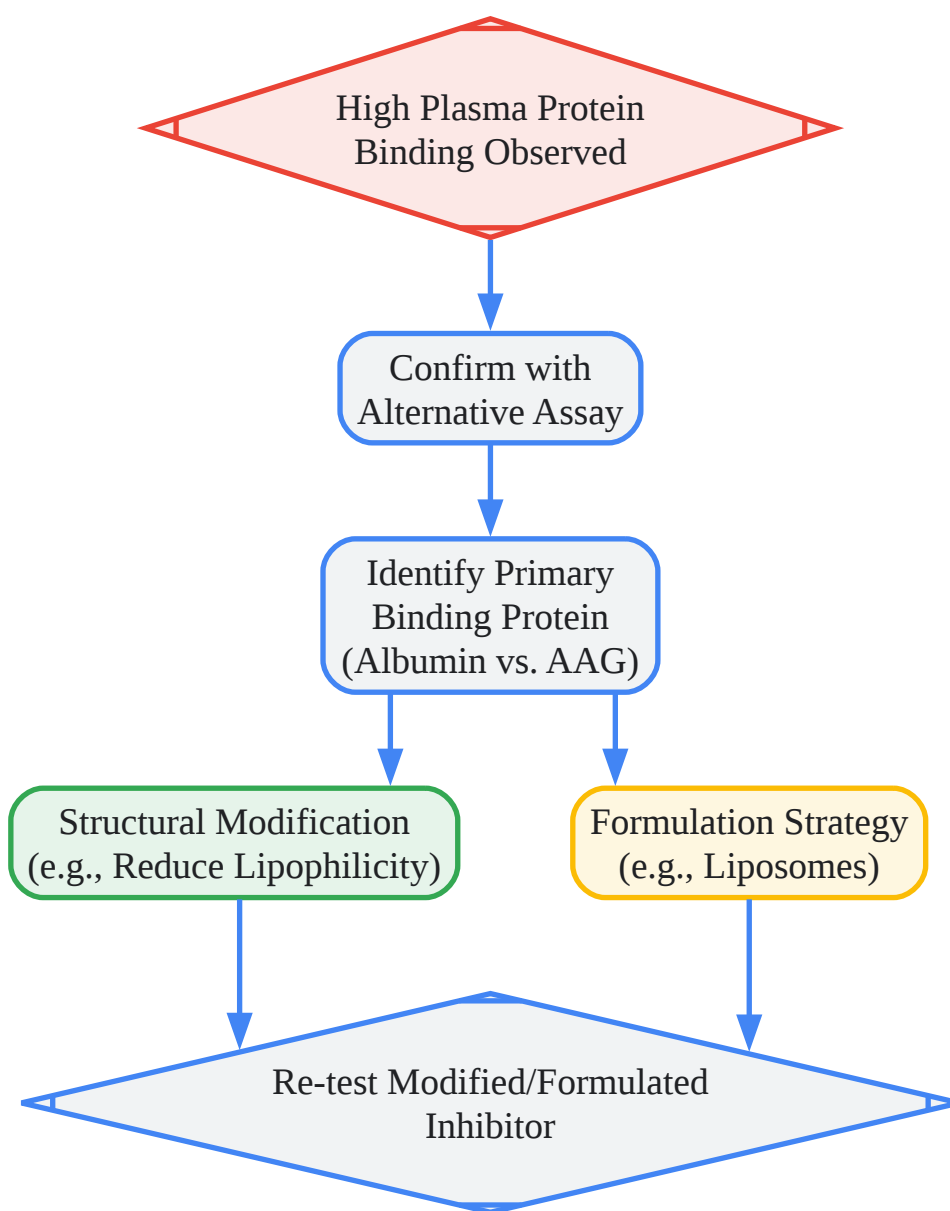 High Plasma Protein
Binding Observed
Confirm with
Alternative Assay
Identify Primary
Binding Protein
(Albumin vs. AAG)
Structural Modification
(e.g., Reduce Lipophilicity)
Formulation Strategy
(e.g., Liposomes)
Re-test Modified/Formulated
Inhibitor